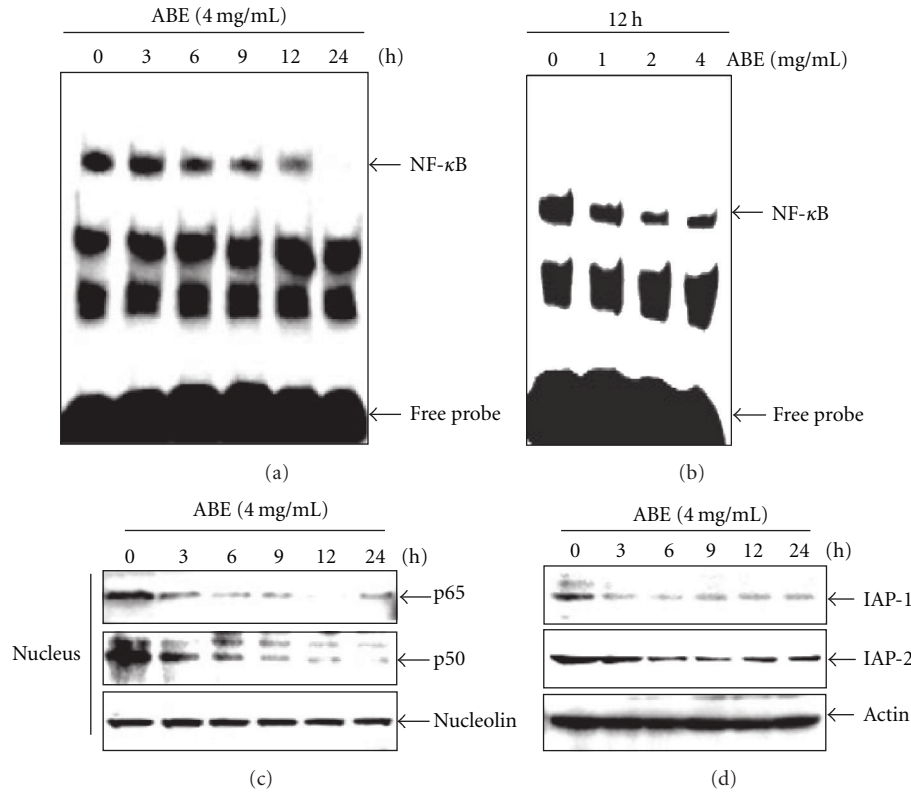 ABE (4 mg/mL)
0 3 6 9 12 24 (h)
NF-κB
Free probe
(a)
12 h
0 1 2 4 ABE (mg/mL)
NF-κB
Free probe
(b)
ABE (4 mg/mL)
0 3 6 9 12 24 (h)
Nucleus
p65
p50
Nucleolin
(c)
ABE (4 mg/mL)
0 3 6 9 12 24 (h)
IAP-1
IAP-2
Actin
(d)